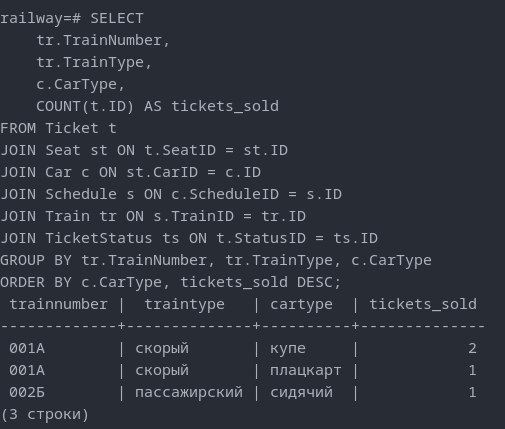 railway=# SELECT
    tr.TrainNumber,
    tr.TrainType,
    c.CarType,
    COUNT(t.ID) AS tickets_sold
FROM Ticket t
JOIN Seat st ON t.SeatID = st.ID
JOIN Car c ON st.CarID = c.ID
JOIN Schedule s ON c.ScheduleID = s.ID
JOIN Train tr ON s.TrainID = tr.ID
JOIN TicketStatus ts ON t.StatusID = ts.ID
GROUP BY tr.TrainNumber, tr.TrainType, c.CarType
ORDER BY c.CarType, tickets_sold DESC;
 trainnumber |  traintype   | cartype  | tickets_sold
-------------+--------------+----------+--------------
 001А        | скорый       | купе     |            2
 001А        | скорый       | плацкарт |            1
 002Б        | пассажирский | сидячий  |            1
(3 строки)